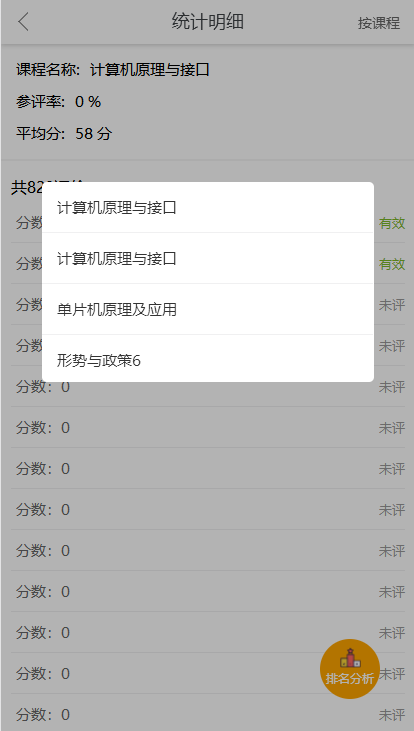 统计明细 按课程
课程名称: 计算机原理与接口
参评率: 0 %
平均分: 58 分
共82
计算机原理与接口
分数 有效
计算机原理与接口
分数 有效
单片机原理及应用
分数 未评
分数 未评
形势与政策6
分数: 0 未评
分数: 0 未评
分数: 0 未评
分数: 0 未评
分数: 0 未评
分数: 0 未评
分数: 0 未评
分数: 0 未评
排名分析
分数: 0 未评